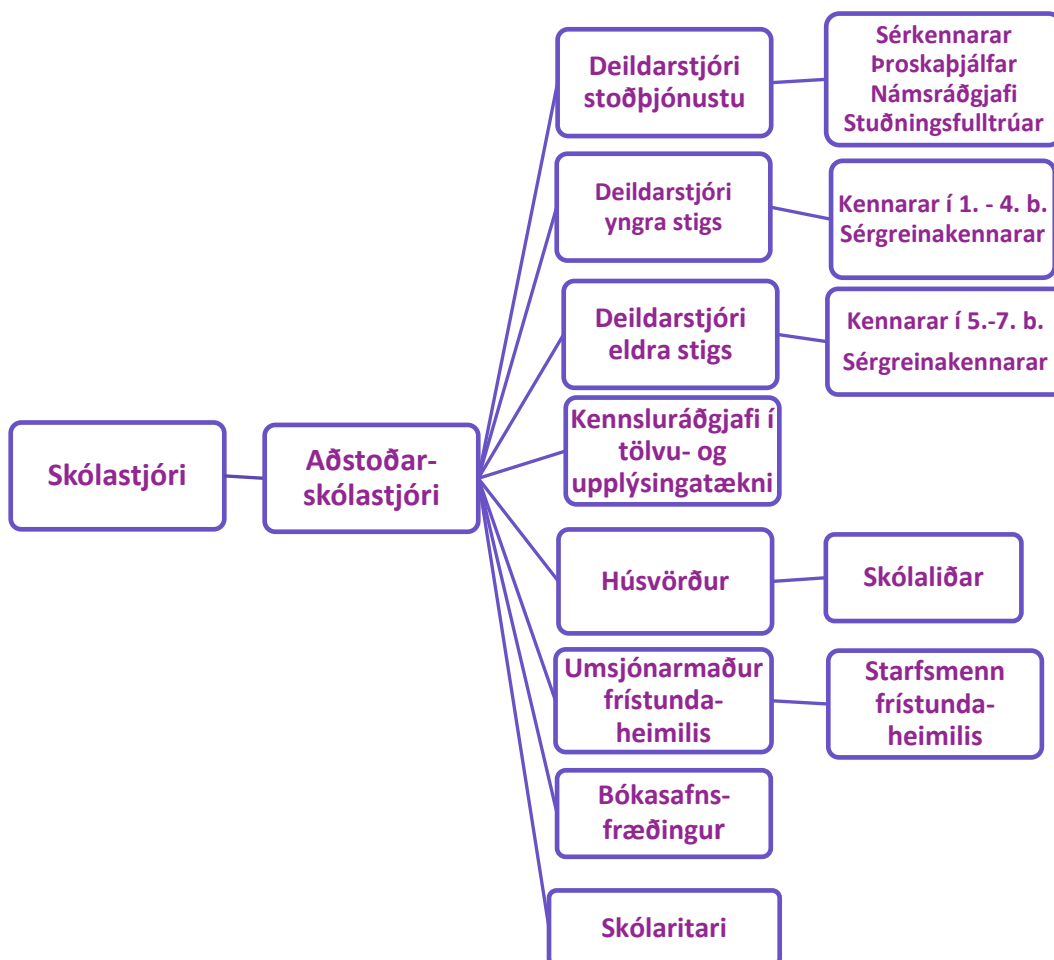 Skólastjóri
Aðstoðar-
skólastjóri
Deildarstjóri
stoðþjónustu
Sérkennarar
Þroskaþjálfar
Námsráðgjafi
Stuðningsfulltrúar
Deildarstjóri
yngra stigs
Kennarar í 1. - 4. b.
Sérgreinakennarar
Deildarstjóri
eldra stigs
Kennarar í 5.-7. b.
Sérgreinakennarar
Kennsluráðgjafi í
tölvu- og
upplýsingatækni
Húsvörður
Skólaliðar
Umsjónarmaður
frístunda-
heimilis
Starfsmenn
frístunda-
heimilis
Bókasafns-
fræðingur
Skólaritari